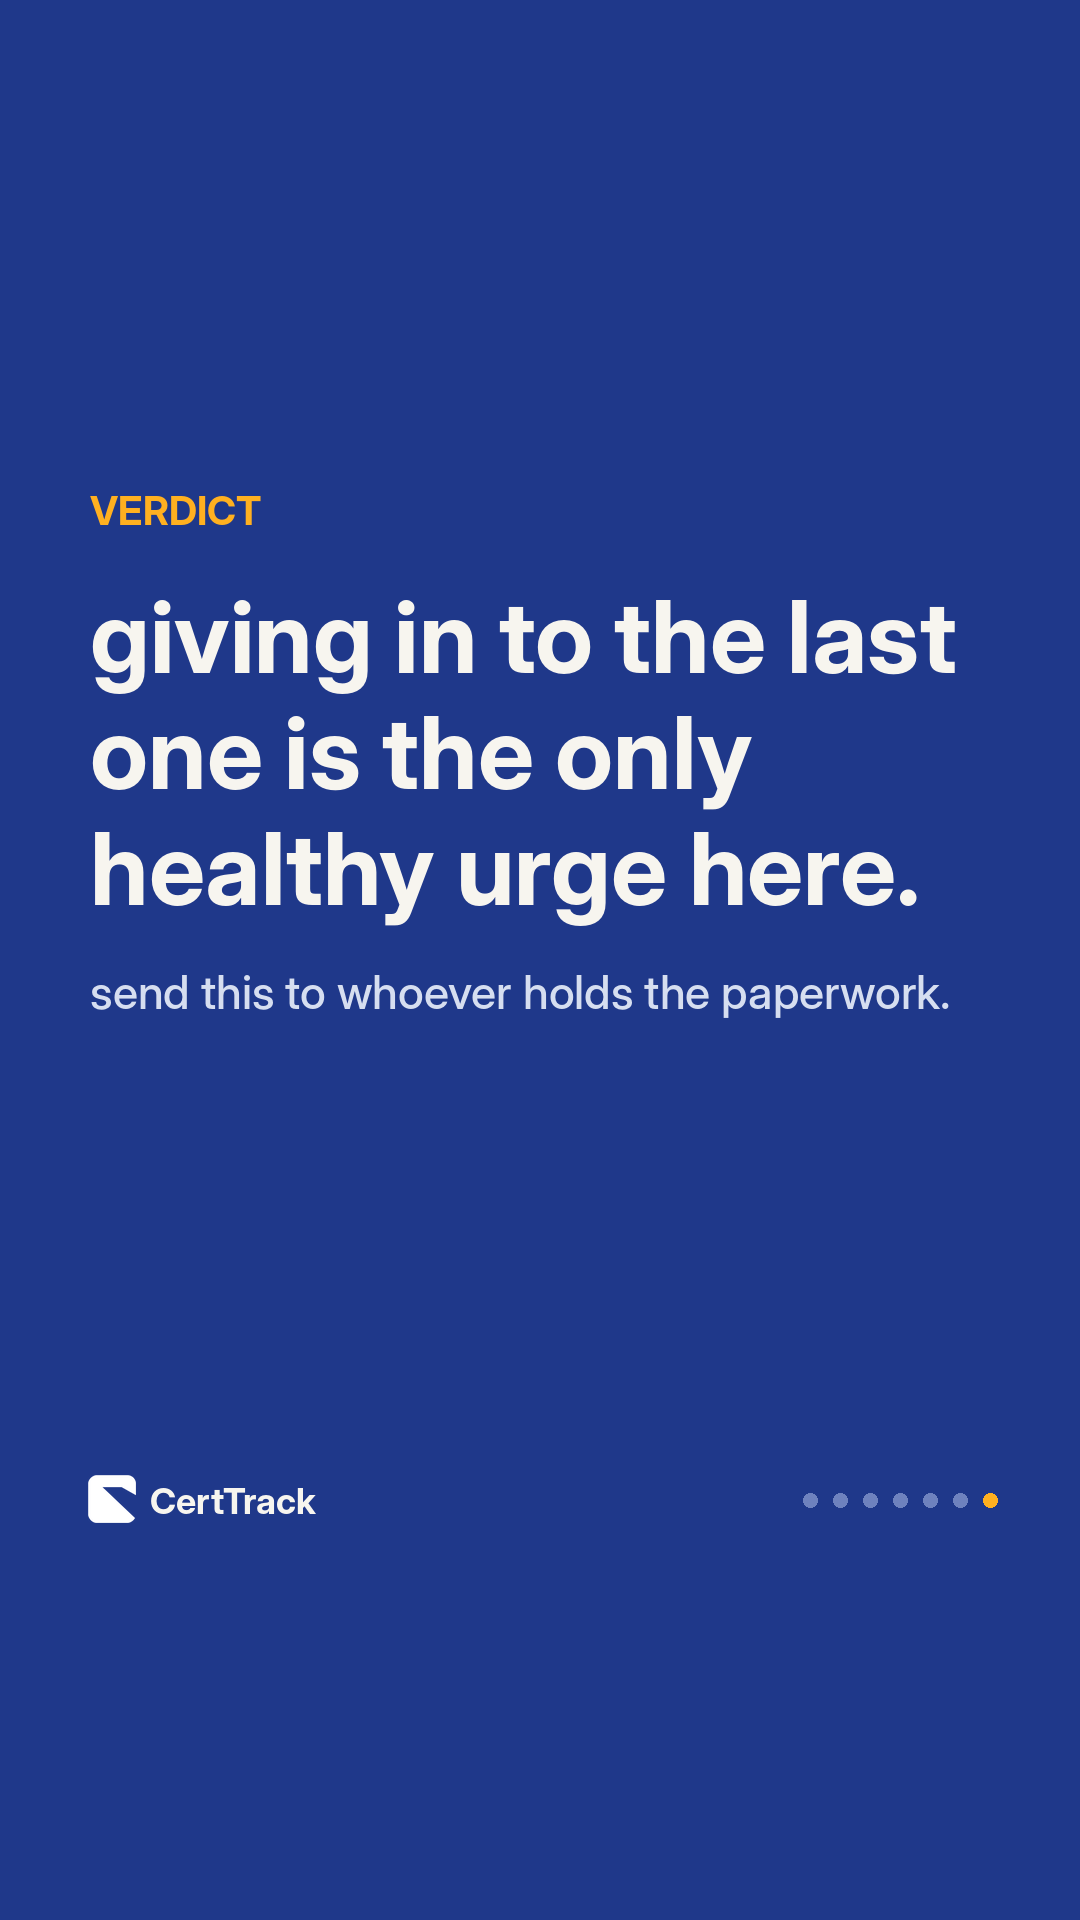 VERDICT
giving in to the last
one is the only
healthy urge here.
send this to whoever holds the paperwork.
CertTrack